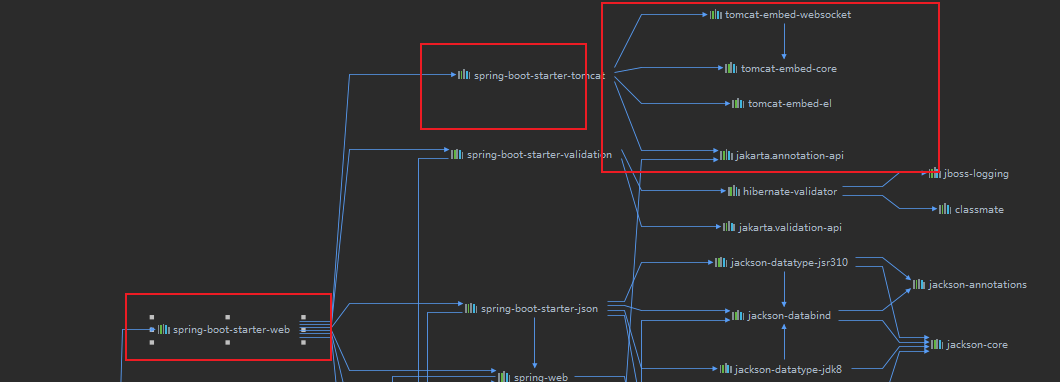 tomcat-embed-websocket
tomcat-embed-core
spring-boot-starter-tomcat
tomcat-embed-el
spring-boot-starter-validation
jakarta.annotation-api
jboss-logging
hibernate-validator
classmate
jakarta.validation-api
jackson-datatype-jsr310
jackson-annotations
spring-boot-starter-json
jackson-databind
spring-boot-starter-web
jackson-core
jackson-datatype-jdk8
spring-web